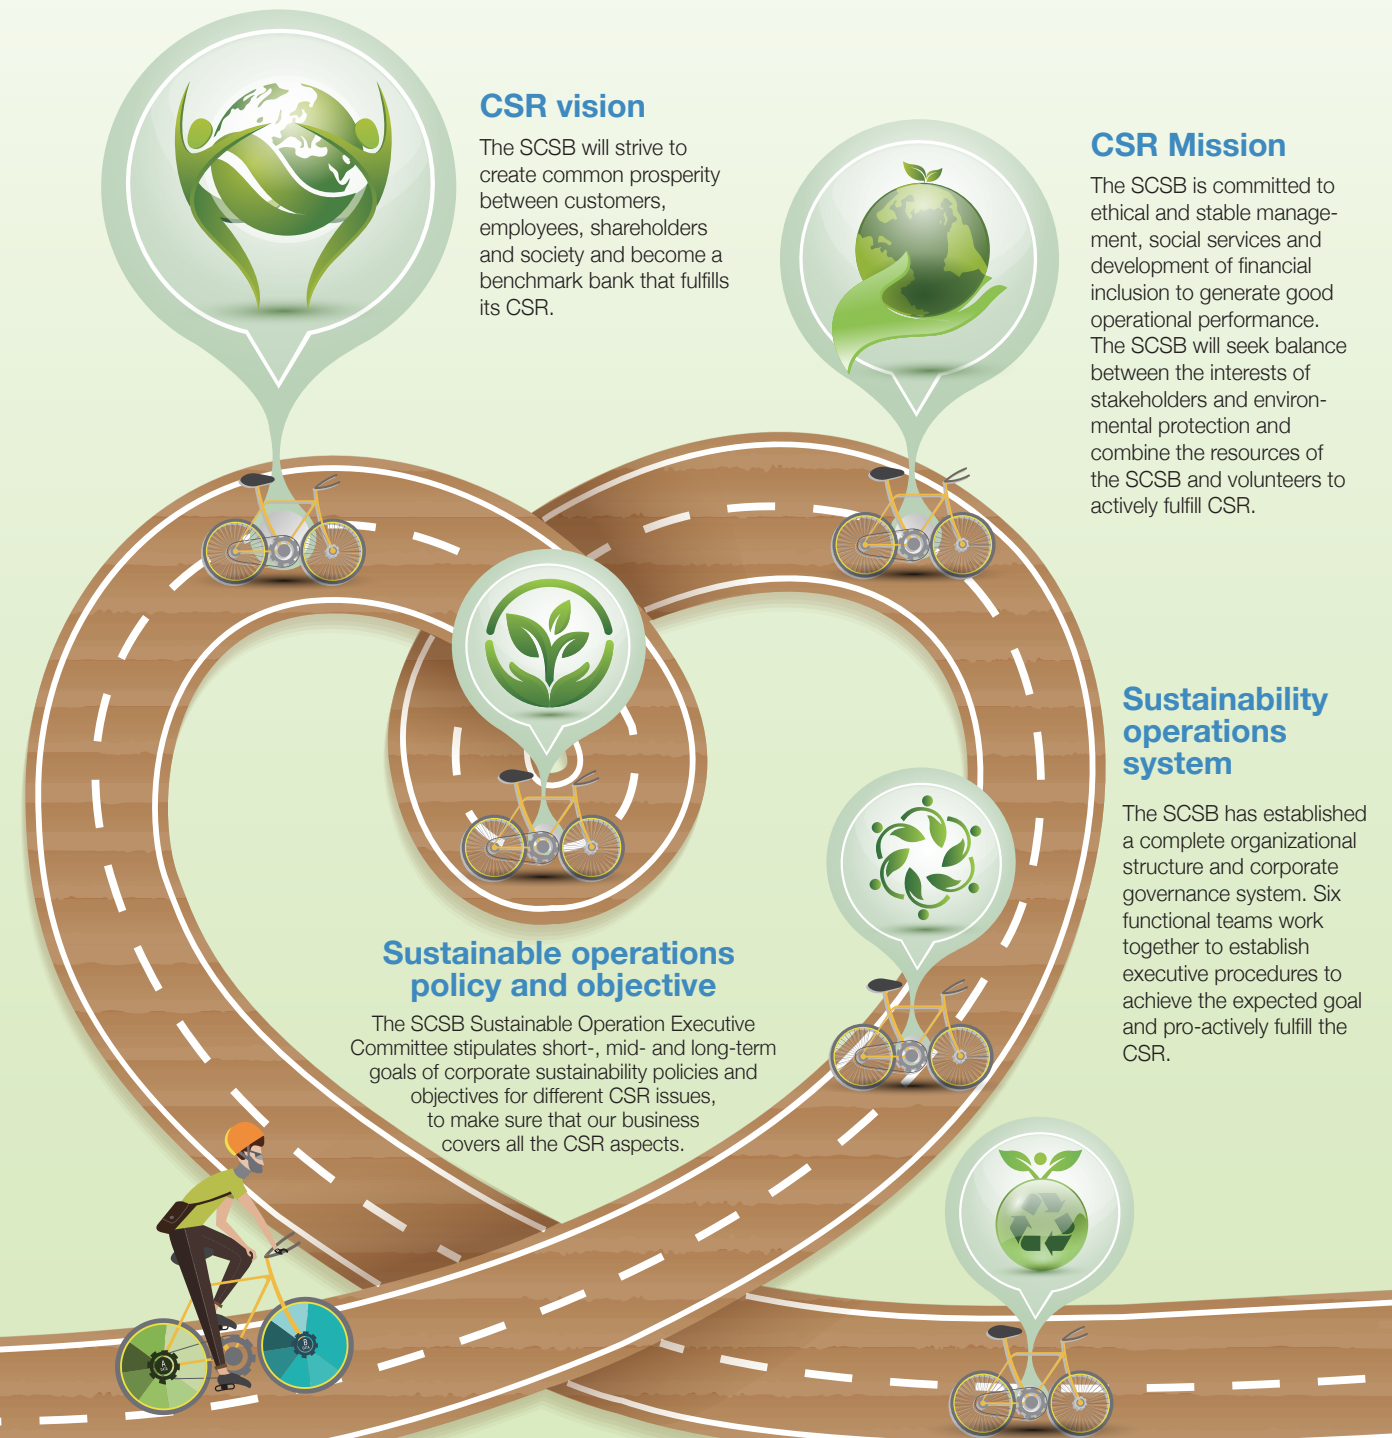 CSR vision
The SCSB will strive to
create common prosperity
between customers,
employees, shareholders
and society and become a
benchmark bank that fulfills
its CSR.
CSR Mission
The SCSB is committed to
ethical and stable manage-
ment, social services and
development of financial
inclusion to generate good
operational performance.
The SCSB will seek balance
between the interests of
stakeholders and environ-
mental protection and
combine the resources of
the SCSB and volunteers to
actively fulfill CSR.
Sustainability
operations
system
The SCSB has established
a complete organizational
structure and corporate
governance system. Six
functional teams work
together to establish
executive procedures to
achieve the expected goal
and pro-actively fulfill the
CSR.
Sustainable operations
policy and objective
The SCSB Sustainable Operation Executive
Committee stipulates short-, mid- and long-term
goals of corporate sustainability policies and
objectives for different CSR issues,
to make sure that our business
covers all the CSR aspects.
A
B